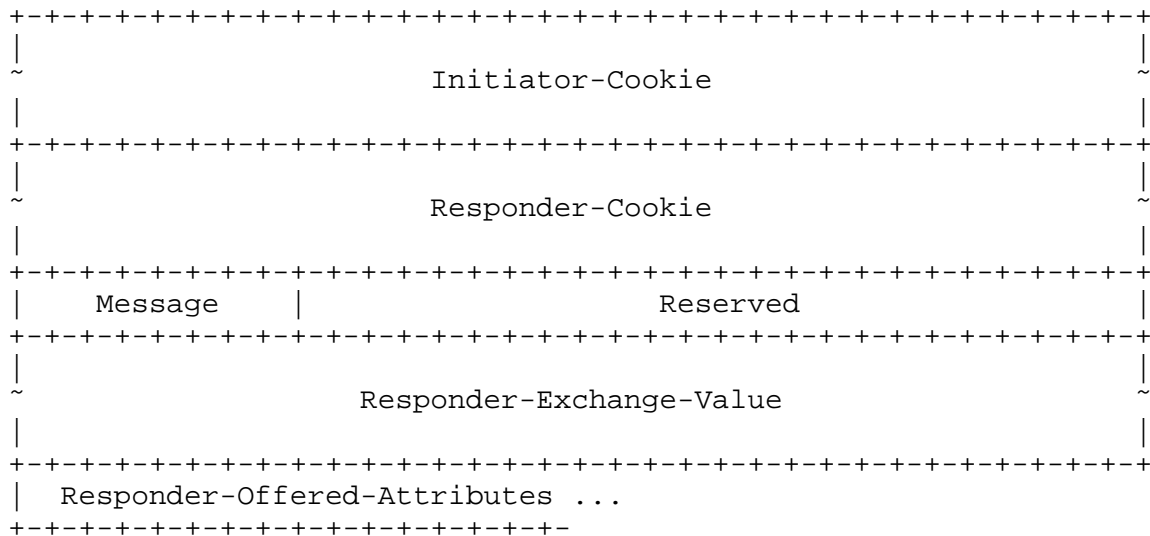 +-+-+-+-+-+-+-+-+-+-+-+-+-+-+-+-+-+-+-+-+-+-+-+-+-+-+-+-+-+-+-+-+
|                                                               |
~                       Initiator-Cookie                        ~
|                                                               |
+-+-+-+-+-+-+-+-+-+-+-+-+-+-+-+-+-+-+-+-+-+-+-+-+-+-+-+-+-+-+-+-+
|                                                               |
~                       Responder-Cookie                        ~
|                                                               |
+-+-+-+-+-+-+-+-+-+-+-+-+-+-+-+-+-+-+-+-+-+-+-+-+-+-+-+-+-+-+-+-+
|    Message    |                    Reserved                   |
+-+-+-+-+-+-+-+-+-+-+-+-+-+-+-+-+-+-+-+-+-+-+-+-+-+-+-+-+-+-+-+-+
|                                                               |
~                   Responder-Exchange-Value                    ~
|                                                               |
+-+-+-+-+-+-+-+-+-+-+-+-+-+-+-+-+-+-+-+-+-+-+-+-+-+-+-+-+-+-+-+-+
|  Responder-Offered-Attributes ...
+-+-+-+-+-+-+-+-+-+-+-+-+-+-+-+-